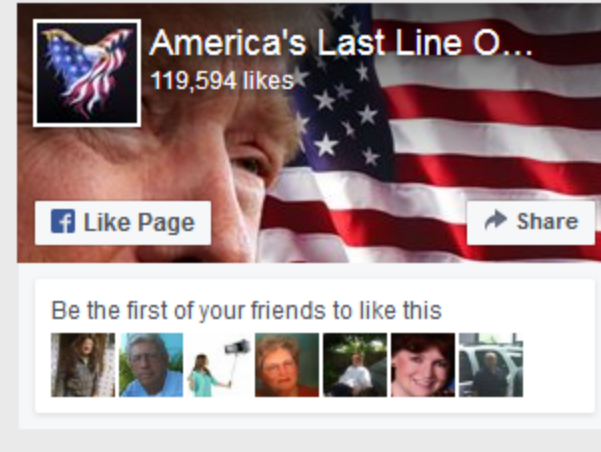 America's Last Line O...
119,594 likes
Like Page
Share
Be the first of your friends to like this